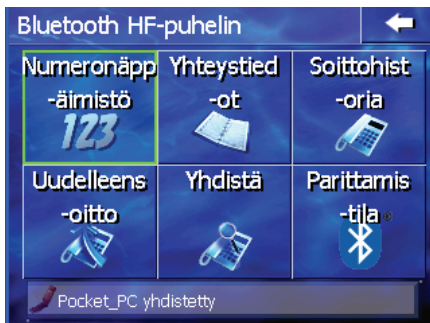 Bluetooth HF-puhelin
Numeronäpp Yhteystied Soittohist
-äimistö -ot -oria
123
Uudelleens Yhdistä Parittamis
-oitto -tila
Pocket_PC yhdistetty